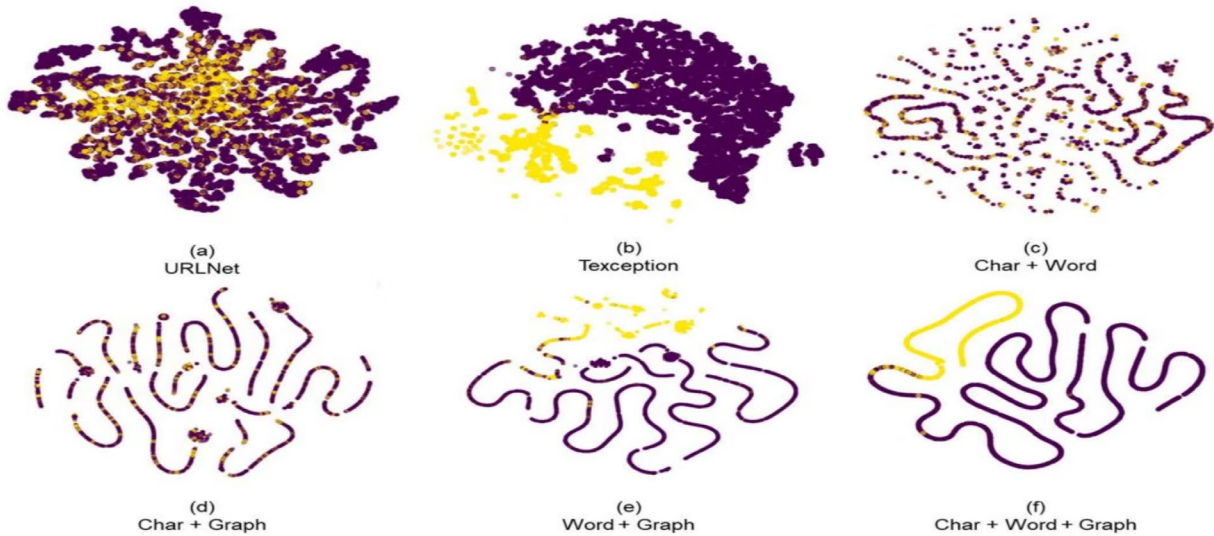 (a)
URLNet
(b)
Texception
(c)
Char + Word
(d)
Char + Graph
(e)
Word + Graph
(f)
Char + Word + Graph